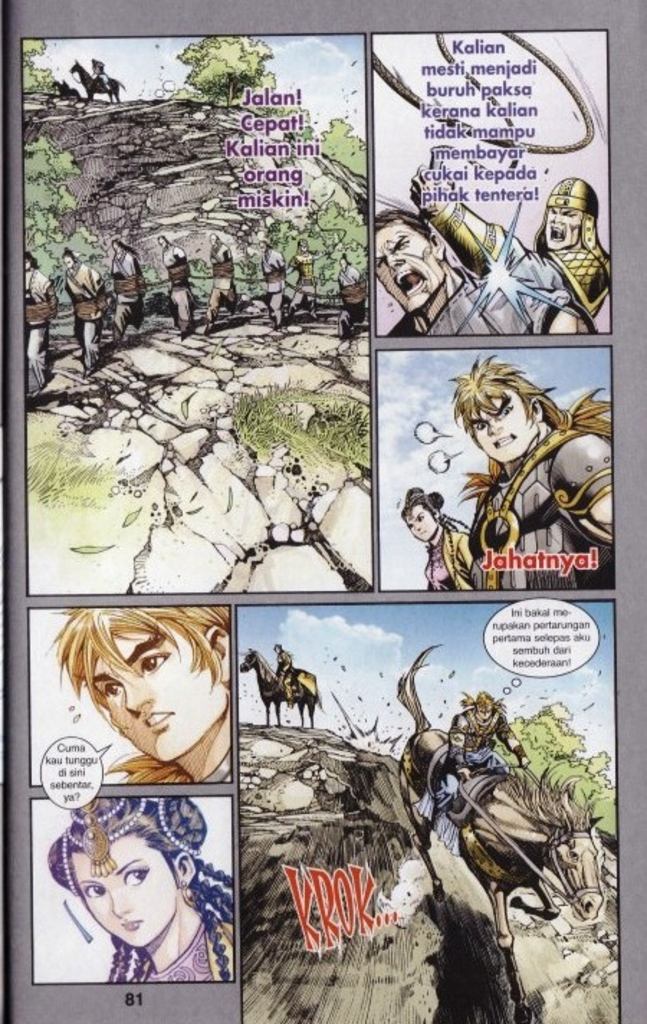 Jalan!
Cepat!
Kalian ini
orang
miskin!
Kalian
mesti menjadi
buruh paksa
kerana kalian
tidak mampu
membayar
cukai kepada
pihak tentera!
Jahatnya!
Cuma
kau tunggu
di sini
sebentar,
ya?
Ini bakal me-
rupakan pertarungan
pertama selepas aku
sembuh dari
kecederaan!
KROK...
81